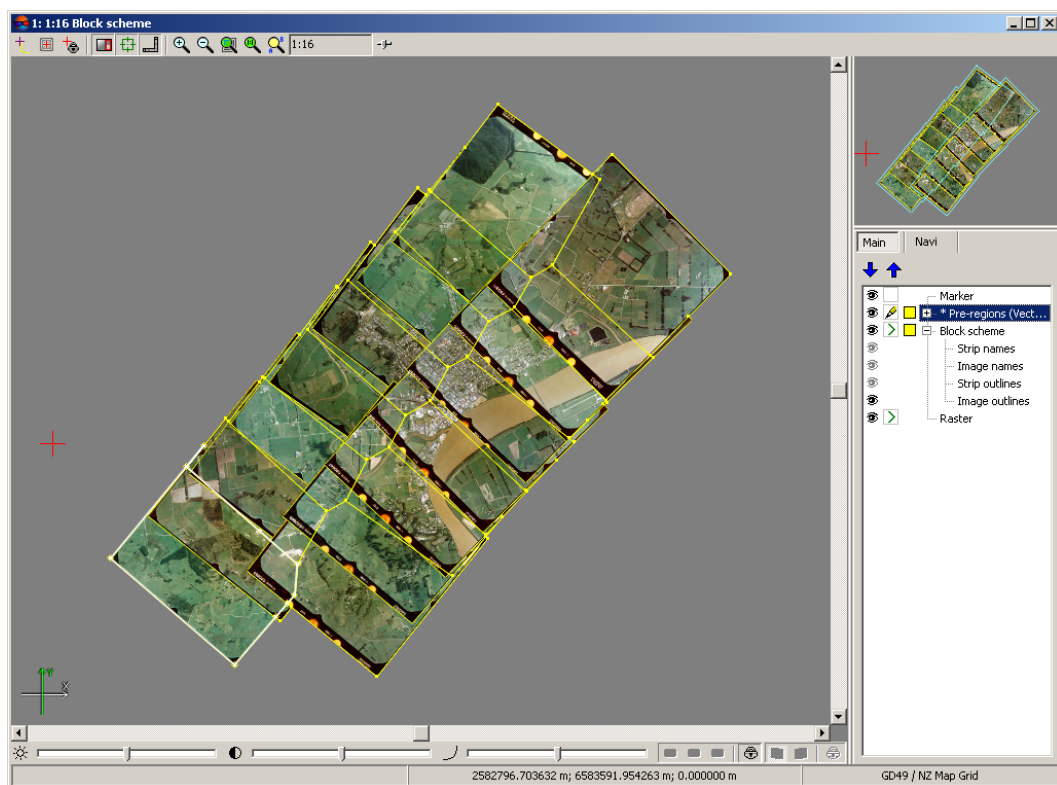 1: 1:16 Block scheme
1:16
Main Navi
Marker
* Pre-regions (Vect...
Block scheme
Strip names
Image names
Strip outlines
Image outlines
Raster
Y
X
2582796.703632 m; 6583591.954263 m; 0.000000 m
GD49 / NZ Map Grid